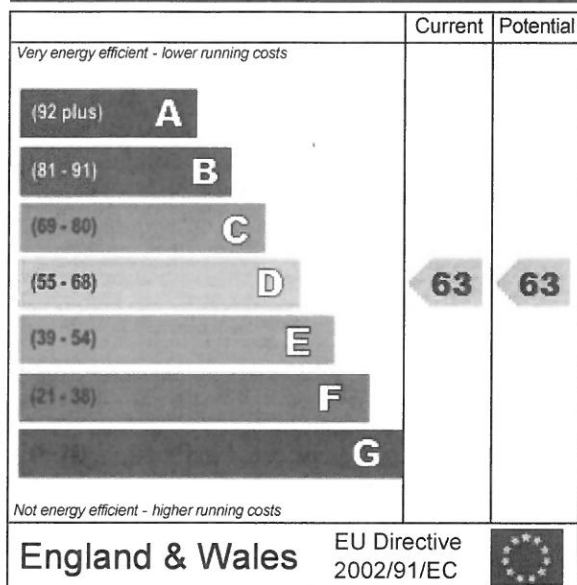 Current Potential
Very energy efficient - lower running costs
(92 plus) A
(81 - 91) B
(69 - 80) C
(55 - 68) D 63 63
(39 - 54) E
(21 - 38) F
G
Not energy efficient - higher running costs
England & Wales
EU Directive
2002/91/EC